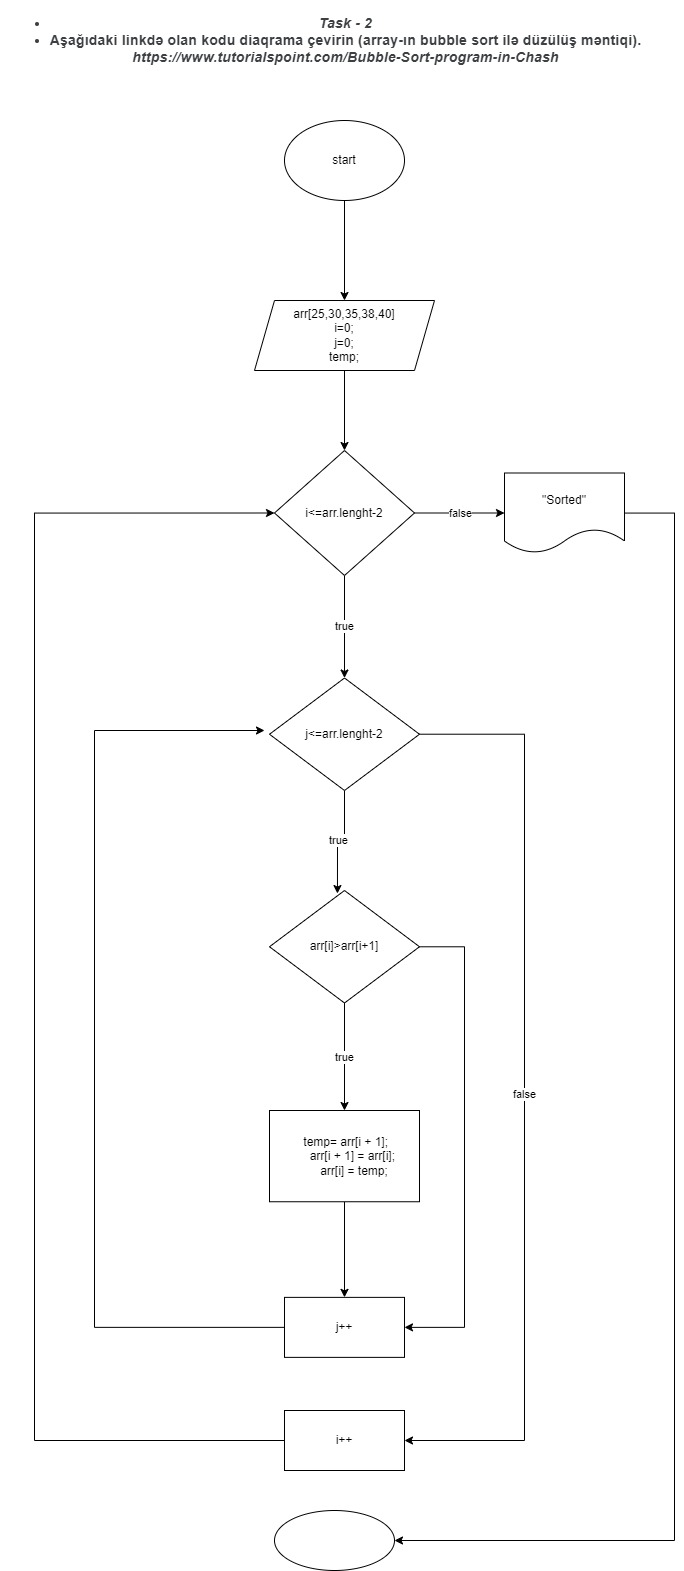 Task - 2
Aşağıdaki linkdə olan kodu diaqrama çevirin (array-ın bubble sort ilə düzülüş məntiqi).
https://www.tutorialspoint.com/Bubble-Sort-program-in-Chash
start
arr[25,30,35,38,40]
i=0;
j=0;
temp;
i<=arr.lenght-2
false
"Sorted"
true
j<=arr.lenght-2
true
arr[i]>arr[i+1]
true
false
temp= arr[i + 1];
arr[i + 1] = arr[i];
arr[i] = temp;
j++
i++